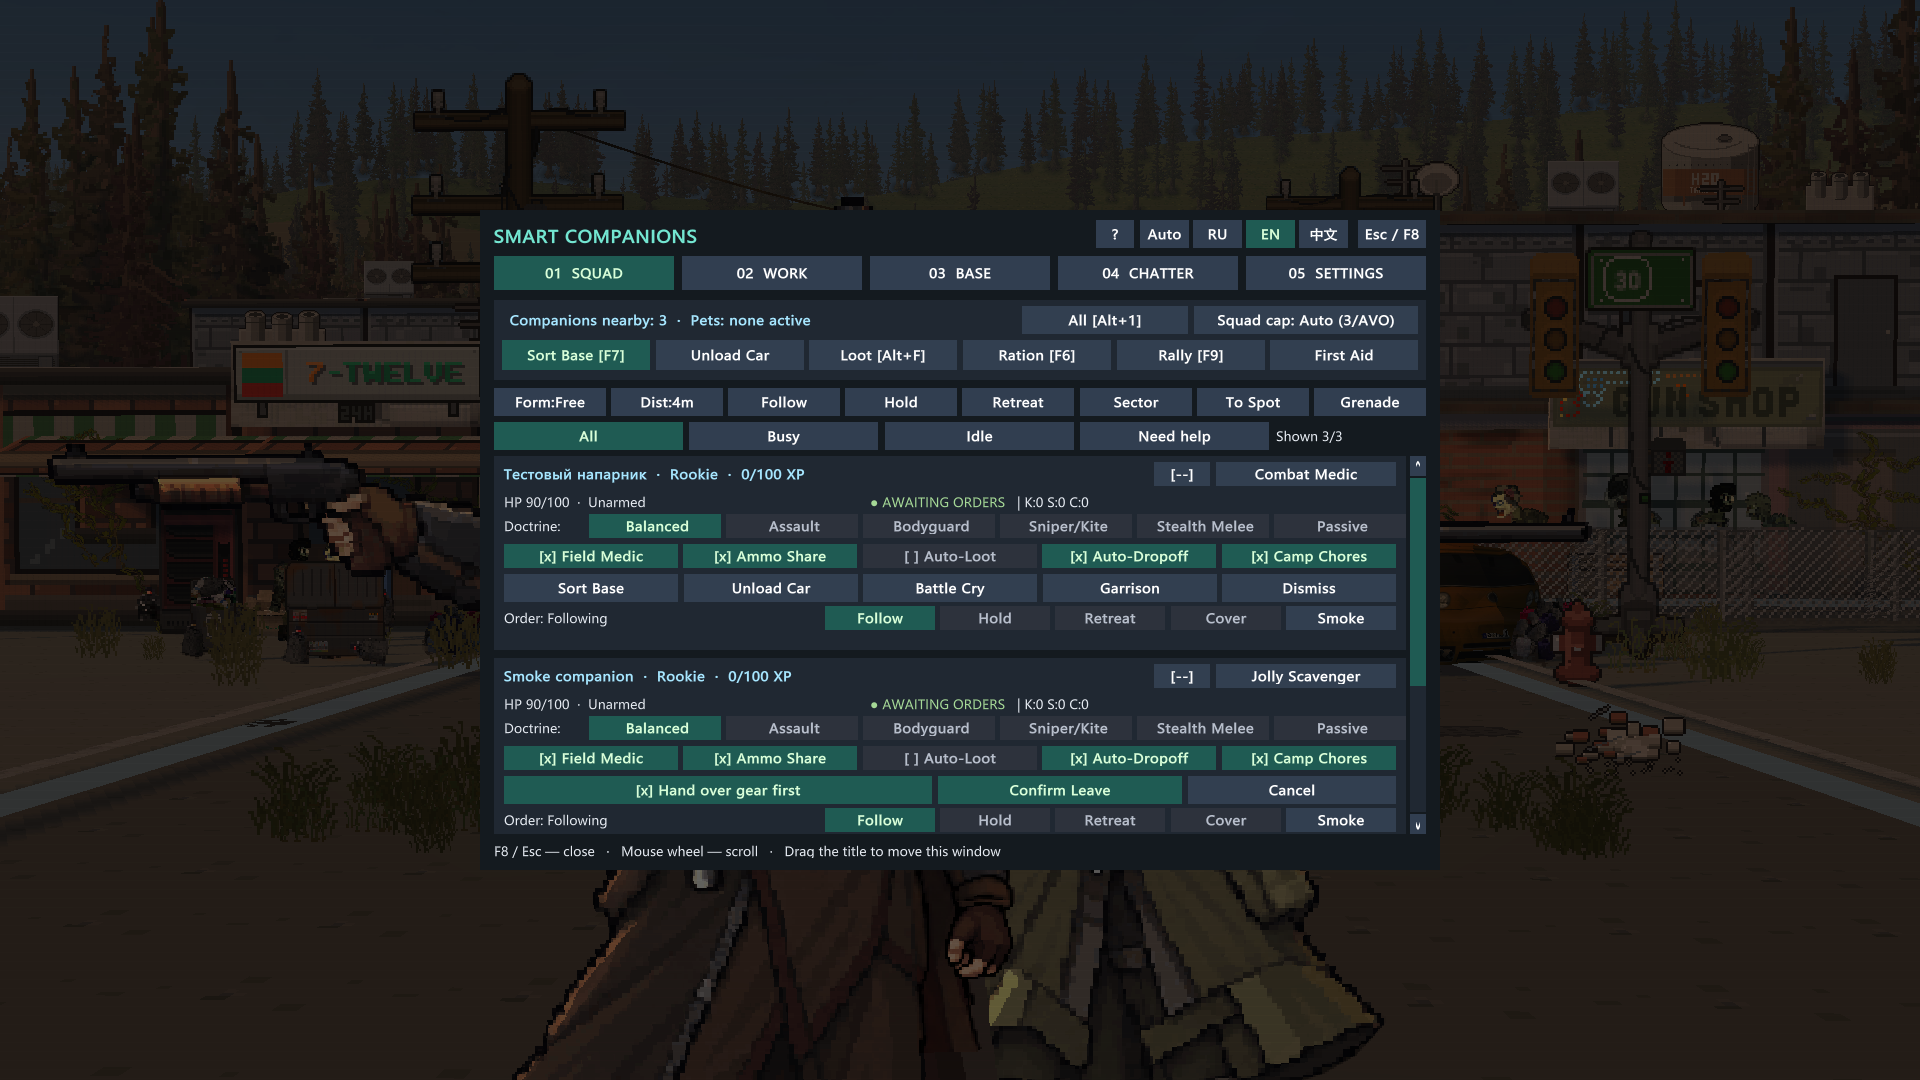 SMART COMPANIONS ? Auto RU EN 中文 Esc / F8
01 SQUAD 02 WORK 03 BASE 04 CHATTER 05 SETTINGS
Companions nearby: 3 · Pets: none active All [Alt+1] Squad cap: Auto (3/AVO)
Sort Base [F7] Unload Car Loot [Alt+F] Ration [F6] Rally [F9] First Aid
Form:Free Dist:4m Follow Hold Retreat Sector To Spot Grenade
All Busy Idle Need help Shown 3/3
Тестовый напарник · Rookie · 0/100 XP [--] Combat Medic
HP 90/100 · Unarmed ● AWAITING ORDERS | K:0 S:0 C:0
Doctrine: Balanced Assault Bodyguard Sniper/Kite Stealth Melee Passive
[x] Field Medic [x] Ammo Share [ ] Auto-Loot [x] Auto-Dropoff [x] Camp Chores
Sort Base Unload Car Battle Cry Garrison Dismiss
Order: Following Follow Hold Retreat Cover Smoke
Smoke companion · Rookie · 0/100 XP [--] Jolly Scavenger
HP 90/100 · Unarmed ● AWAITING ORDERS | K:0 S:0 C:0
Doctrine: Balanced Assault Bodyguard Sniper/Kite Stealth Melee Passive
[x] Field Medic [x] Ammo Share [ ] Auto-Loot [x] Auto-Dropoff [x] Camp Chores
[x] Hand over gear first Confirm Leave Cancel
Order: Following Follow Hold Retreat Cover Smoke
F8 / Esc — close · Mouse wheel — scroll · Drag the title to move this window
7-TWELVE
24H
H2O
30
GUN SHOP